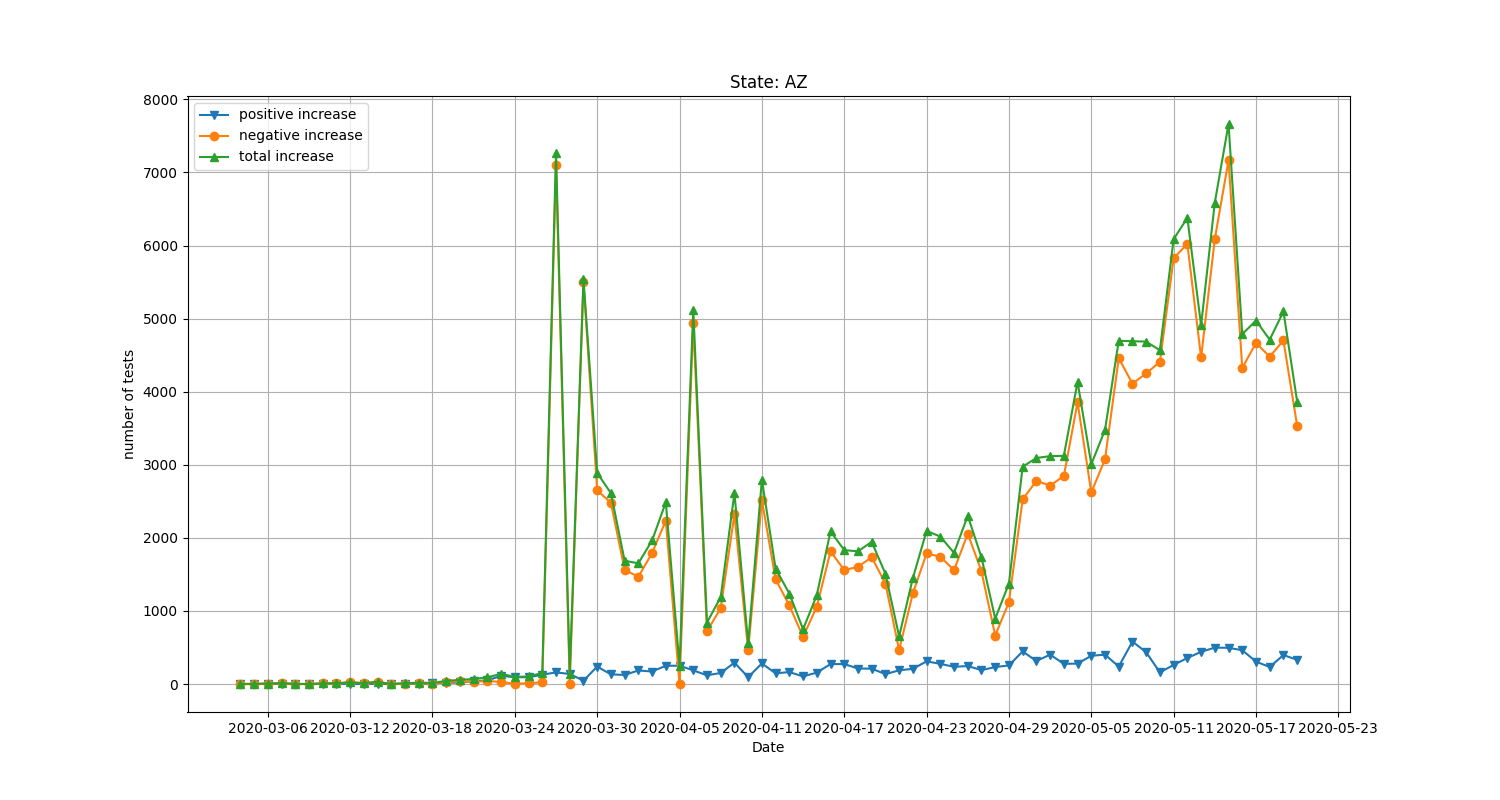 State: AZ
positive increase
negative increase
total increase
8000
7000
6000
5000
4000
3000
2000
1000
0
number of tests
2020-03-06 2020-03-12 2020-03-18 2020-03-24 2020-03-30 2020-04-05 2020-04-11 2020-04-17 2020-04-23 2020-04-29 2020-05-05 2020-05-11 2020-05-17 2020-05-23
Date